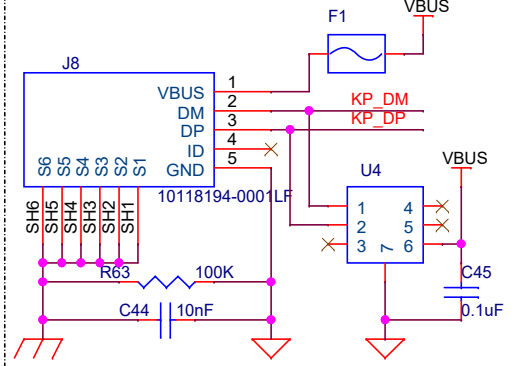 VBUS
F1
J8
VBUS 1
DM 2
DP 3
ID 4
GND 5
KP_DM
KP_DP
S6 S5 S4 S3 S2 S1
SH6 SH5 SH4 SH3 SH2 SH1
10118194-0001LF
U4
VBUS
1 4
2 5
3 7 6
R63 100K
C44 10nF
C45
0.1uF